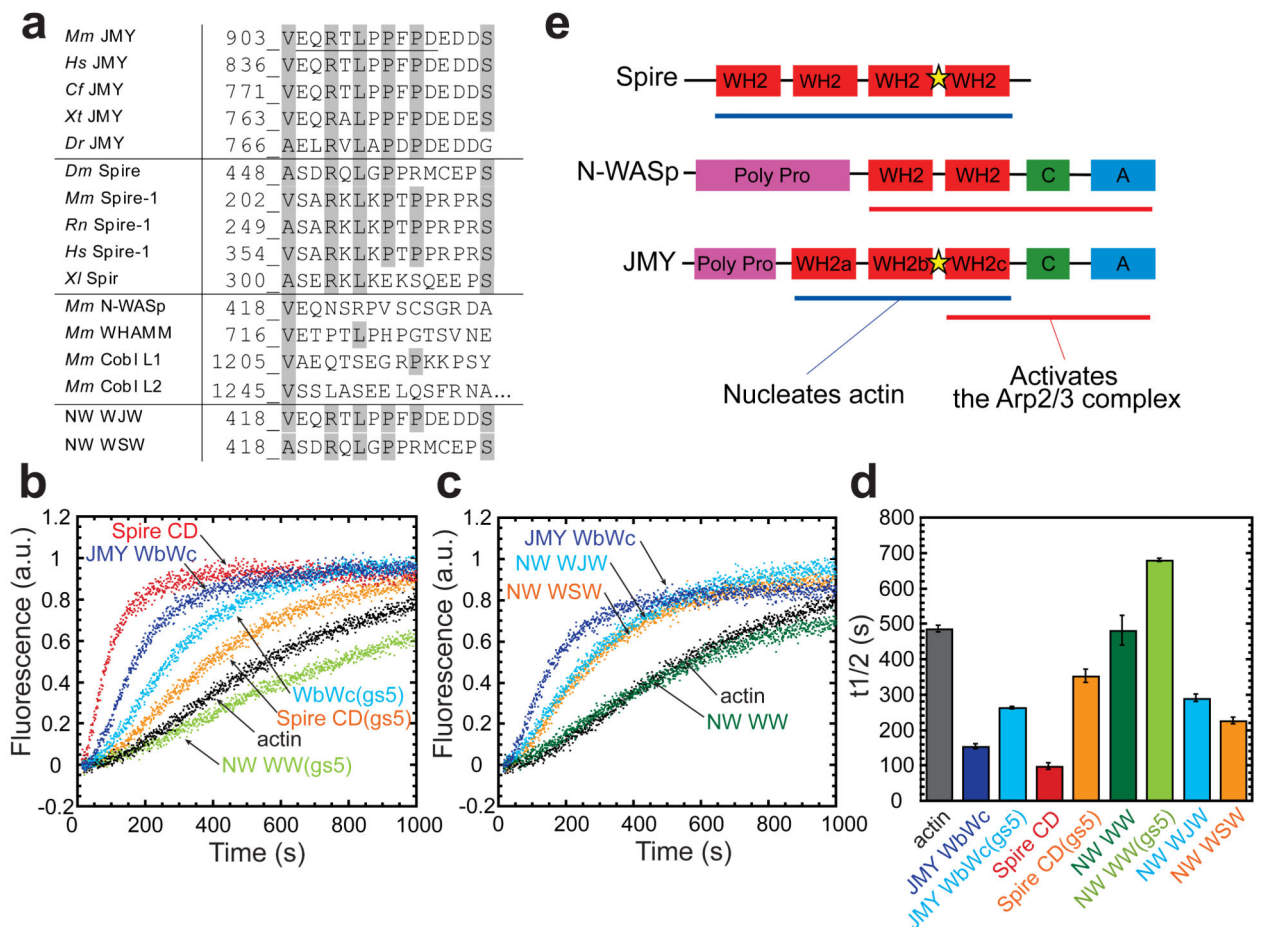 a
Mm JMY 903_VEQRTLPPFPDEDDS
Hs JMY 836_VEQRTLPPFPDEDDS
Cf JMY 771_VEQRTLPPFPDEDDS
Xt JMY 763_VEQRALPPFPDEDES
Dr JMY 766_AELRVLAPDPDEDDG
Dm Spire 448_ASDRQLGPPRMCEPS
Mm Spire-1 202_VSARKLKPTPPRPRS
Rn Spire-1 249_ASARKLKPTPPRPRS
Hs Spire-1 354_VSARKLKPTPPRPRS
Xl Spir 300_ASERKLKEKSQEEPS
Mm N-WASp 418_VEQNSRPVSCSGRDA
Mm WHAMM 716_VETPTLPHPGTSVNE
Mm Cobl L1 1205_VAEQTSEGRPKKPSY
Mm Cobl L2 1245_VSSLASEELQSFRNA...
NW WJW 418_VEQRTLPPFPDEDDS
NW WSW 418_ASDRQLGPPRMCEPS
e
Spire WH2 WH2 WH2 WH2
N-WASp Poly Pro WH2 WH2 C A
JMY Poly Pro WH2a WH2b WH2c C A
Nucleates actin
Activates
the Arp2/3 complex
b
Fluorescence (a.u.)
1.2
1
0.8
0.6
0.4
0.2
0
-0.2
0 200 400 600 800 1000
Time (s)
Spire CD
JMY WbWc
WbWc(gs5)
Spire CD(gs5)
actin
NW WW(gs5)
c
Fluorescence (a.u.)
1.2
1
0.8
0.6
0.4
0.2
0
-0.2
0 200 400 600 800 1000
Time (s)
JMY WbWc
NW WJW
NW WSW
actin
NW WW
d
t1/2 (s)
800
700
600
500
400
300
200
100
0
actin
JMY WbWc
JMY WbWc(gs5)
Spire CD
Spire CD(gs5)
NW WW
NW WW(gs5)
NW WJW
NW WSW